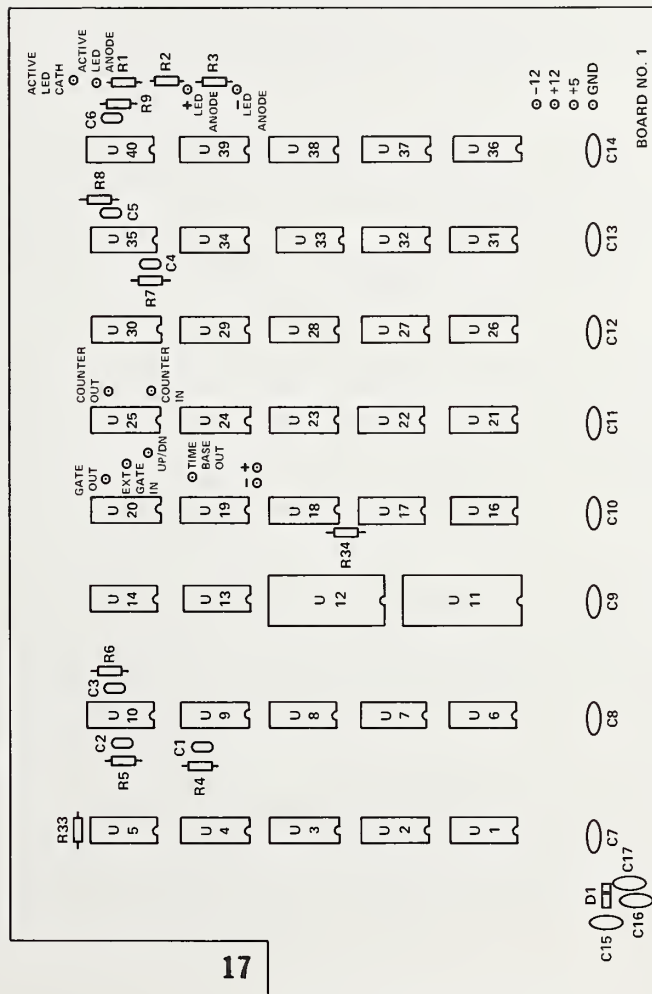 ACTIVE
LED
CATH
ACTIVE
LED
ANODE
R1
R2
R3
R9
C6
+
LED
ANODE
−
LED
ANODE
-12
+12
+5
GND
U
40
U
39
U
38
U
37
U
36
C14
BOARD NO. 1
R8
C5
U
35
U
34
U
33
U
32
U
31
C13
C4
R7
U
30
U
29
U
28
U
27
U
26
C12
COUNTER
OUT
COUNTER
IN
U
25
U
24
U
23
U
22
U
21
C11
GATE
OUT
EXT
GATE
IN
UP/DN
TIME
BASE
OUT
− +
U
20
U
19
U
18
U
17
U
16
C10
R34
U
14
U
13
U
12
U
11
C9
R6
C3
U
10
U
9
U
8
U
7
U
6
C8
C2
R5
C1
R4
R33
U
5
U
4
U
3
U
2
U
1
C7
D1
C17
C15
C16
17